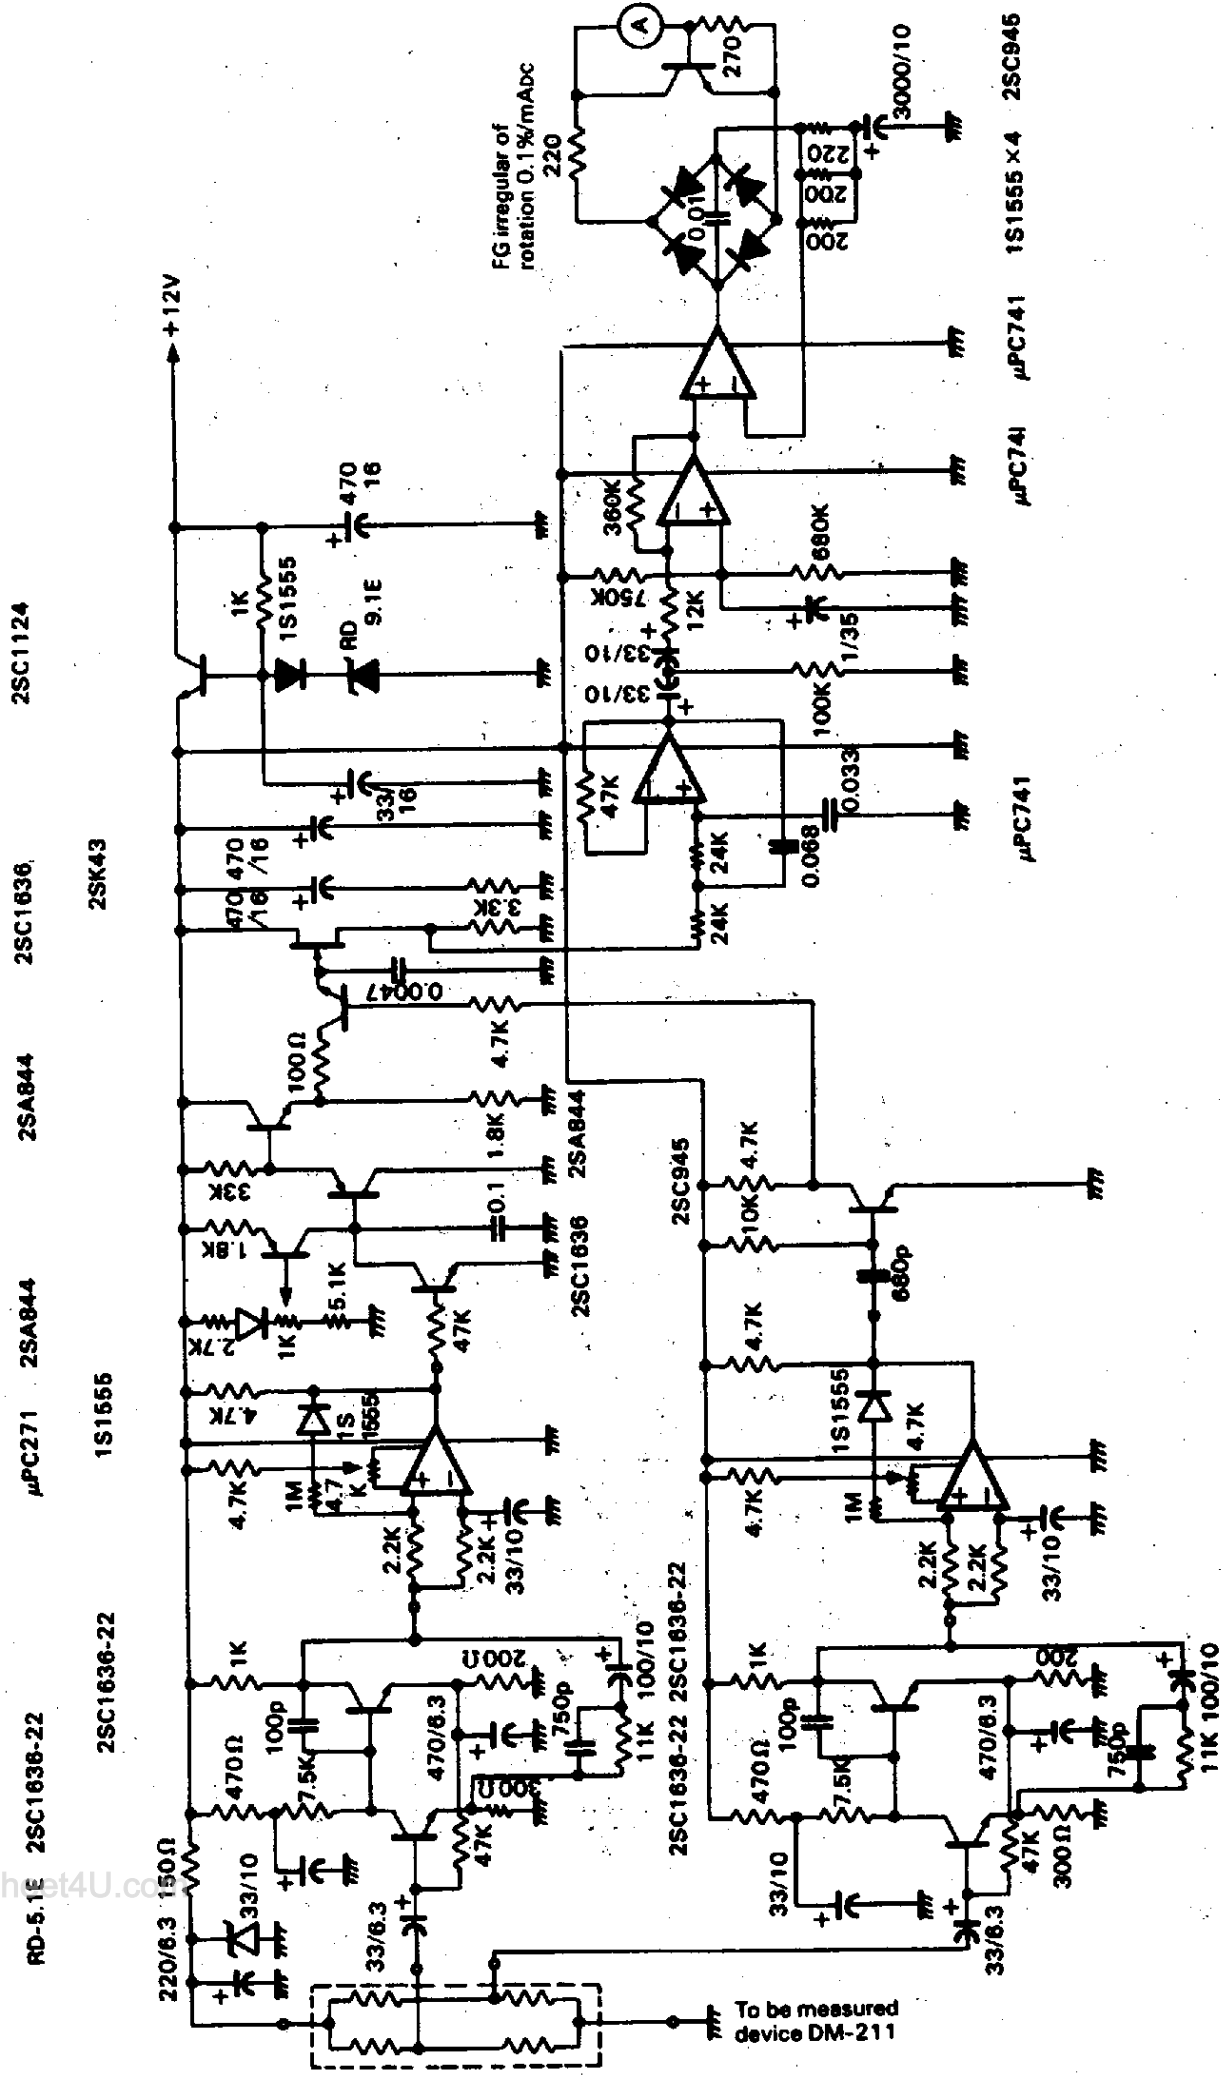 +12V
FG irregular of
rotation 0.1%/mADC
220
A
270
0.01
220
200
200
+
3000/10
1S1555 × 4
2SC945
μPC741
μPC741
μPC741
2SC1124
2SK43
2SC1636
2SA844
2SA844
μPC271
1S1555
2SC1636-22
2SC1636-22
RD-5.1E
1K
1S1555
RD
9.1E
+
470
16
+
33/
16
+
470
/16
+
470
/16
3.3K
0.0047
100Ω
4.7K
1.8K
2SA844
33K
1.8K
0.1
2SC1636
5.1K
1K
2.7K
47K
4.7K
1S
1555
4.7K
1M
4.7
K
+
−
2.2K
2.2K
+
33/10
1K
100p
200Ω
+
100/10
750p
11K
470/6.3
+
470Ω
7.5K
47K
150Ω
33/10
+
220/6.3
+
33/6.3
+
To be measured
device DM-211
360K
−
+
+
−
750K
680K
12K
+
33/10
33/10
+
1/35
+
100K
47K
−
+
0.033
0.068
24K
24K
2SC945
4.7K
10K
680p
4.7K
1S1555
4.7K
4.7K
1M
+
−
2.2K
2.2K
+
33/10
2SC1636-22
2SC1636-22
1K
100p
200
+
100/10
750p
11K
470/6.3
+
470Ω
7.5K
47K
300Ω
33/10
+
+
33/6.3